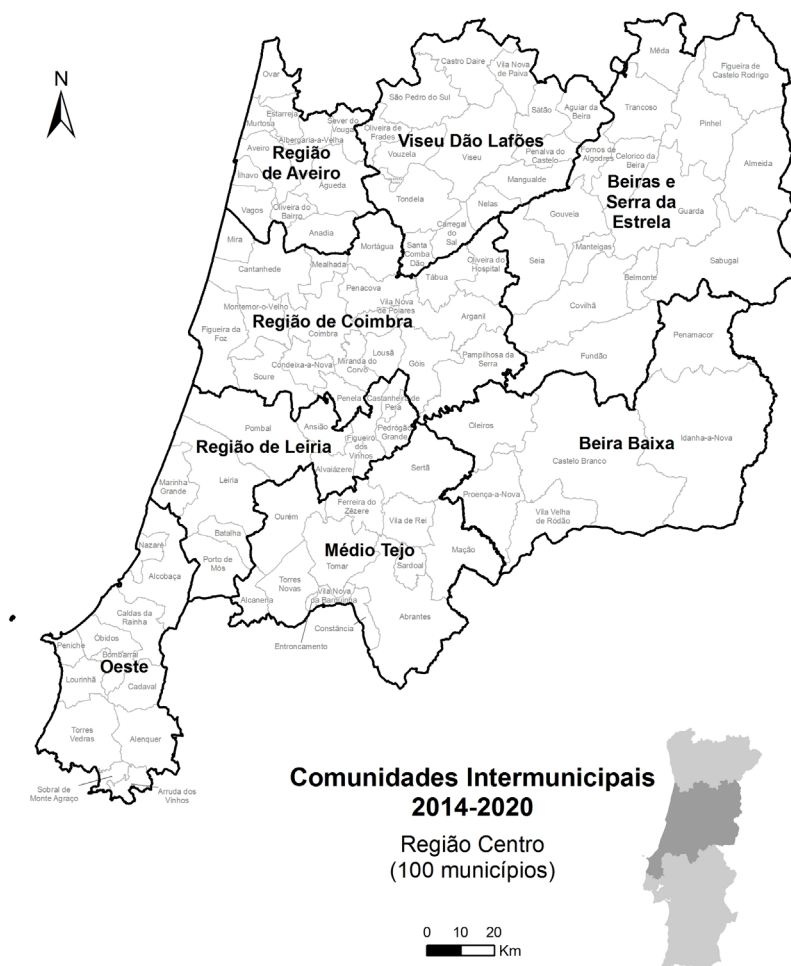 N
Ovar
Estarreja
Murtosa
Sever do
Vouga
Albergaria-a-Velha
Aveiro
Região
de Aveiro
Ílhavo
Águeda
Vagos
Oliveira do
Bairro
Anadia
Castro Daire
Vila Nova
de Paiva
São Pedro do Sul
Oliveira de
Frades
Sátão
Aguiar da
Beira
Viseu Dão Lafões
Vouzela
Viseu
Penalva do
Castelo
Mangualde
Tondela
Nelas
Carregal
do
Sal
Santa
Comba
Dão
Mêda
Figueira de
Castelo Rodrigo
Trancoso
Pinhel
Fornos de
Algodres
Celorico da
Beira
Almeida
Beiras e
Serra da
Estrela
Gouveia
Guarda
Seia
Manteigas
Belmonte
Sabugal
Covilhã
Fundão
Mira
Cantanhede
Mealhada
Mortágua
Penacova
Tábua
Oliveira do
Hospital
Montemor-o-Velho
Vila Nova
de Poiares
Arganil
Região de Coimbra
Figueira da
Foz
Coimbra
Condeixa-a-Nova
Miranda do
Corvo
Lousã
Góis
Pampilhosa da
Serra
Soure
Penela
Castanheira de
Pera
Pombal
Ansião
Figueiró
dos
Vinhos
Pedrógão
Grande
Região de Leiria
Alvaiázere
Marinha
Grande
Leiria
Batalha
Porto de
Mós
Penamacor
Oleiros
Beira Baixa
Idanha-a-Nova
Castelo Branco
Proença-a-Nova
Vila Velha
de Ródão
Sertã
Ferreira do
Zêzere
Ourém
Vila de Rei
Médio Tejo
Tomar
Mação
Sardoal
Torres
Novas
Vila Nova
da Barquinha
Alcanena
Abrantes
Constância
Entroncamento
Nazaré
Alcobaça
Caldas da
Rainha
Óbidos
Peniche
Bombarral
Oeste
Lourinhã
Cadaval
Torres
Vedras
Alenquer
Sobral de
Monte Agraço
Arruda dos
Vinhos
Comunidades Intermunicipais
2014-2020
Região Centro
(100 municípios)
0 10 20
Km